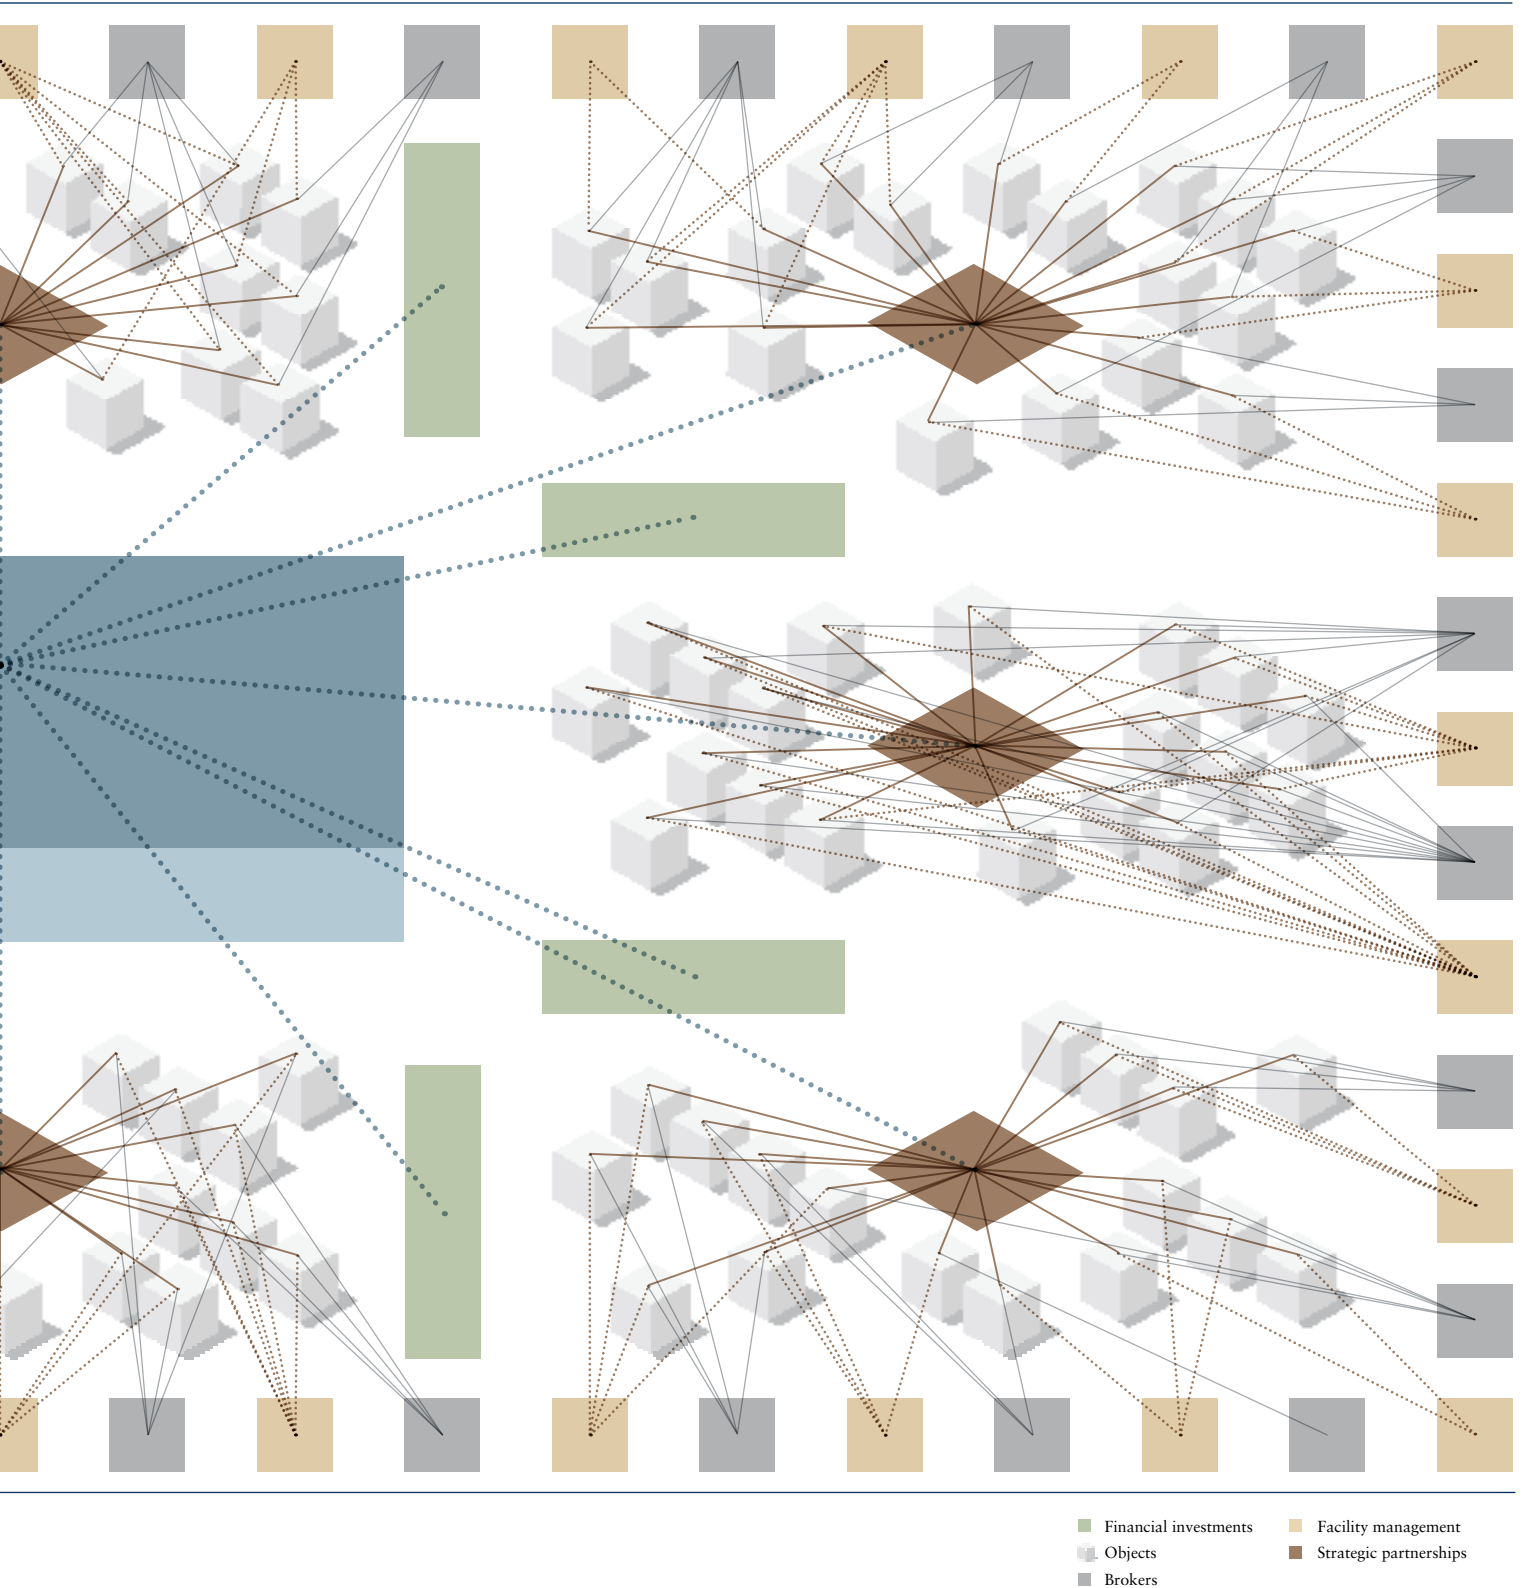 Financial investments
Objects
Brokers
Facility management
Strategic partnerships